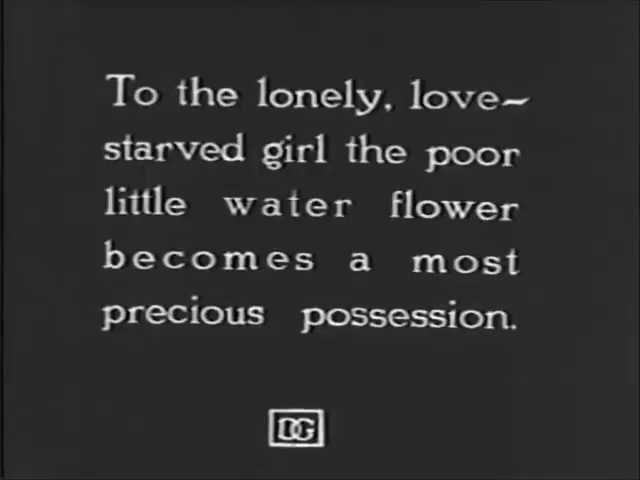 To the lonely, love-
starved girl the poor
little water flower
becomes a most
precious possession.
DG